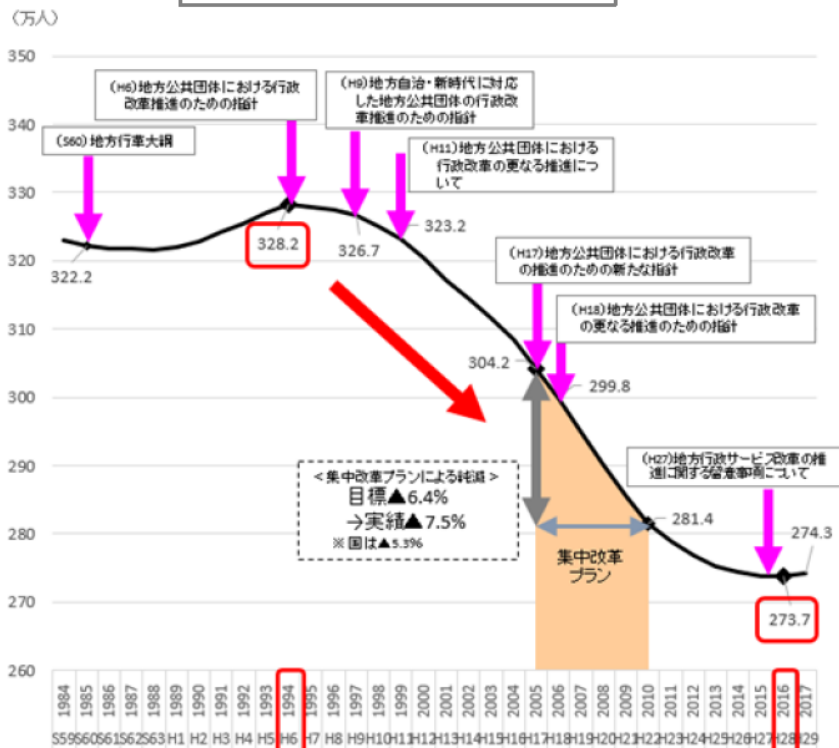 （万人）
350
340
330
320
310
300
290
280
270
260
（S60）地方行革大綱
（H6）地方公共団体における行政
改革推進のための指針
（H9）地方自治・新時代に対応
した地方公共団体の行政改
革推進のための指針
（H11）地方公共団体における
行政改革の更なる推進につ
いて
（H17）地方公共団体における行政改革
の推進のための新たな指針
（H18）地方公共団体における行政改革
の更なる推進のための指針
（H27）地方行政サービス改革の推
進に関する留意事項について
322.2
328.2
326.7
323.2
304.2
299.8
281.4
274.3
273.7
＜集中改革プランによる純減＞
目標▲6.4%
→実績▲7.5%
※国は▲5.3%
集中改革
プラン
1984 1985 1986 1987 1988 1989 1990 1991 1992 1993 1994 1995 1996 1997 1998 1999 2000 2001 2002 2003 2004 2005 2006 2007 2008 2009 2010 2011 2012 2013 2014 2015 2016 2017
S59 S60 S61 S62 S63 H1 H2 H3 H4 H5 H6 H7 H8 H9 H10 H11 H12 H13 H14 H15 H16 H17 H18 H19 H20 H21 H22 H23 H24 H25 H26 H27 H28 H29